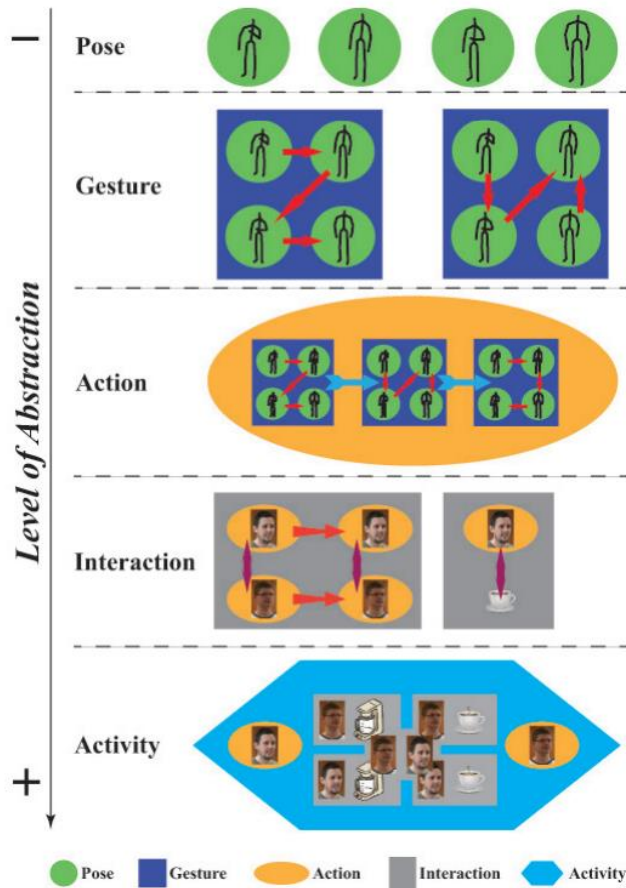 −
Pose
Gesture
Action
Interaction
Activity
+
Level of Abstraction
Pose Gesture Action Interaction Activity